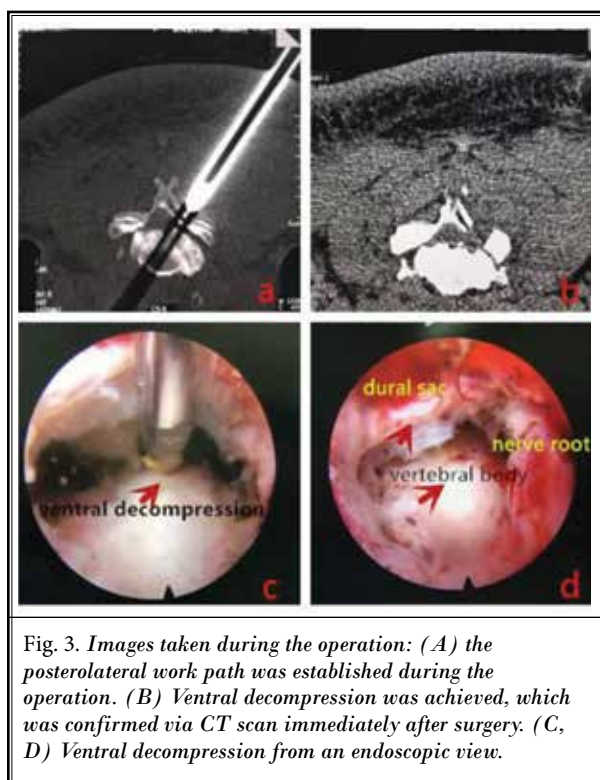 a
b
ventral decompression
c
dural sac
nerve root
vertebral body
d
Fig. 3. Images taken during the operation: (A) the
posterolateral work path was established during the
operation. (B) Ventral decompression was achieved, which
was confirmed via CT scan immediately after surgery. (C,
D) Ventral decompression from an endoscopic view.